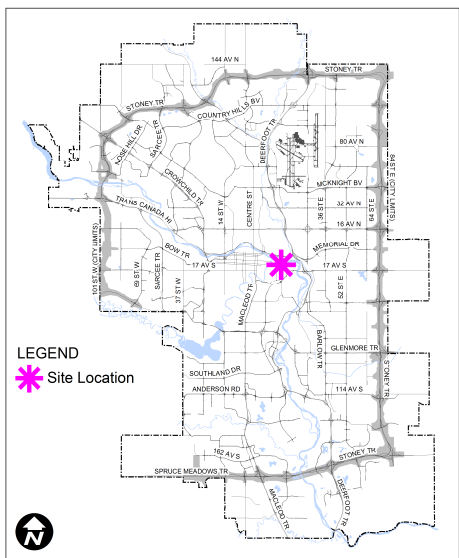 144 AV N
STONEY TR
STONEY TR
COUNTRY HILLS BV
DEERFOOT TR
SARCEE TR
80 AV N
84 ST E (CITY LIMITS)
CROWCHILD TR
MCKNIGHT BV
14 ST W
CENTRE ST
36 ST E
32 AV N
64 ST E
TRANS CANADA HI
16 AV N
101 ST W (CITY LIMITS)
BOW TR
MEMORIAL DR
17 AV S
17 AV S
69 ST W
SARCEE TR
37 ST W
MACLEOD TR
52 ST E
BARLOW TR
GLENMORE TR
LEGEND
Site Location
SOUTHLAND DR
ANDERSON RD
114 AV S
STONEY TR
162 AV S
STONEY TR
SPRUCE MEADOWS TR
MACLEOD TR
DEERFOOT TR
N